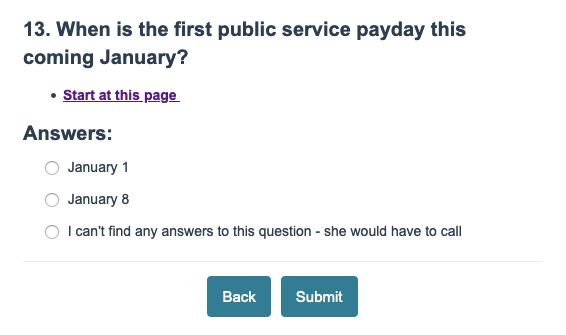 13. When is the first public service payday this
coming January?
• Start at this page
Answers:
January 1
January 8
I can't find any answers to this question - she would have to call
Back Submit